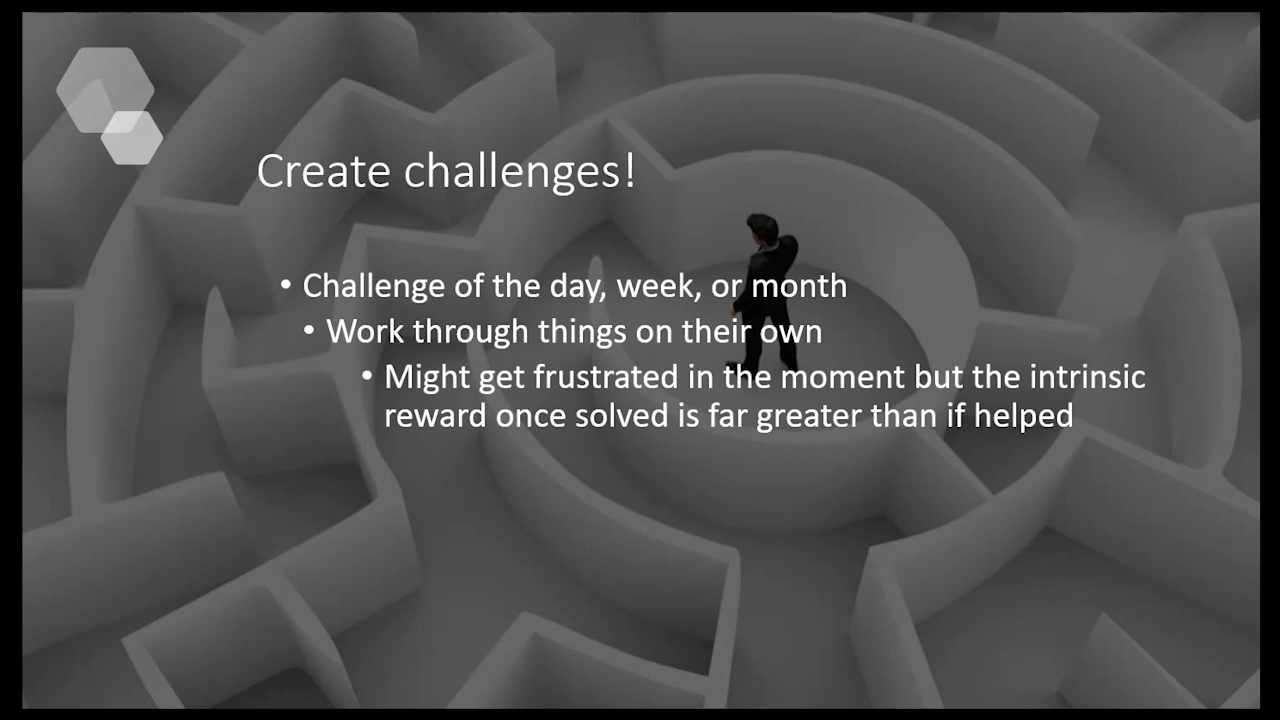 Create challenges!
• Challenge of the day, week, or month
• Work through things on their own
• Might get frustrated in the moment but the intrinsic
reward once solved is far greater than if helped